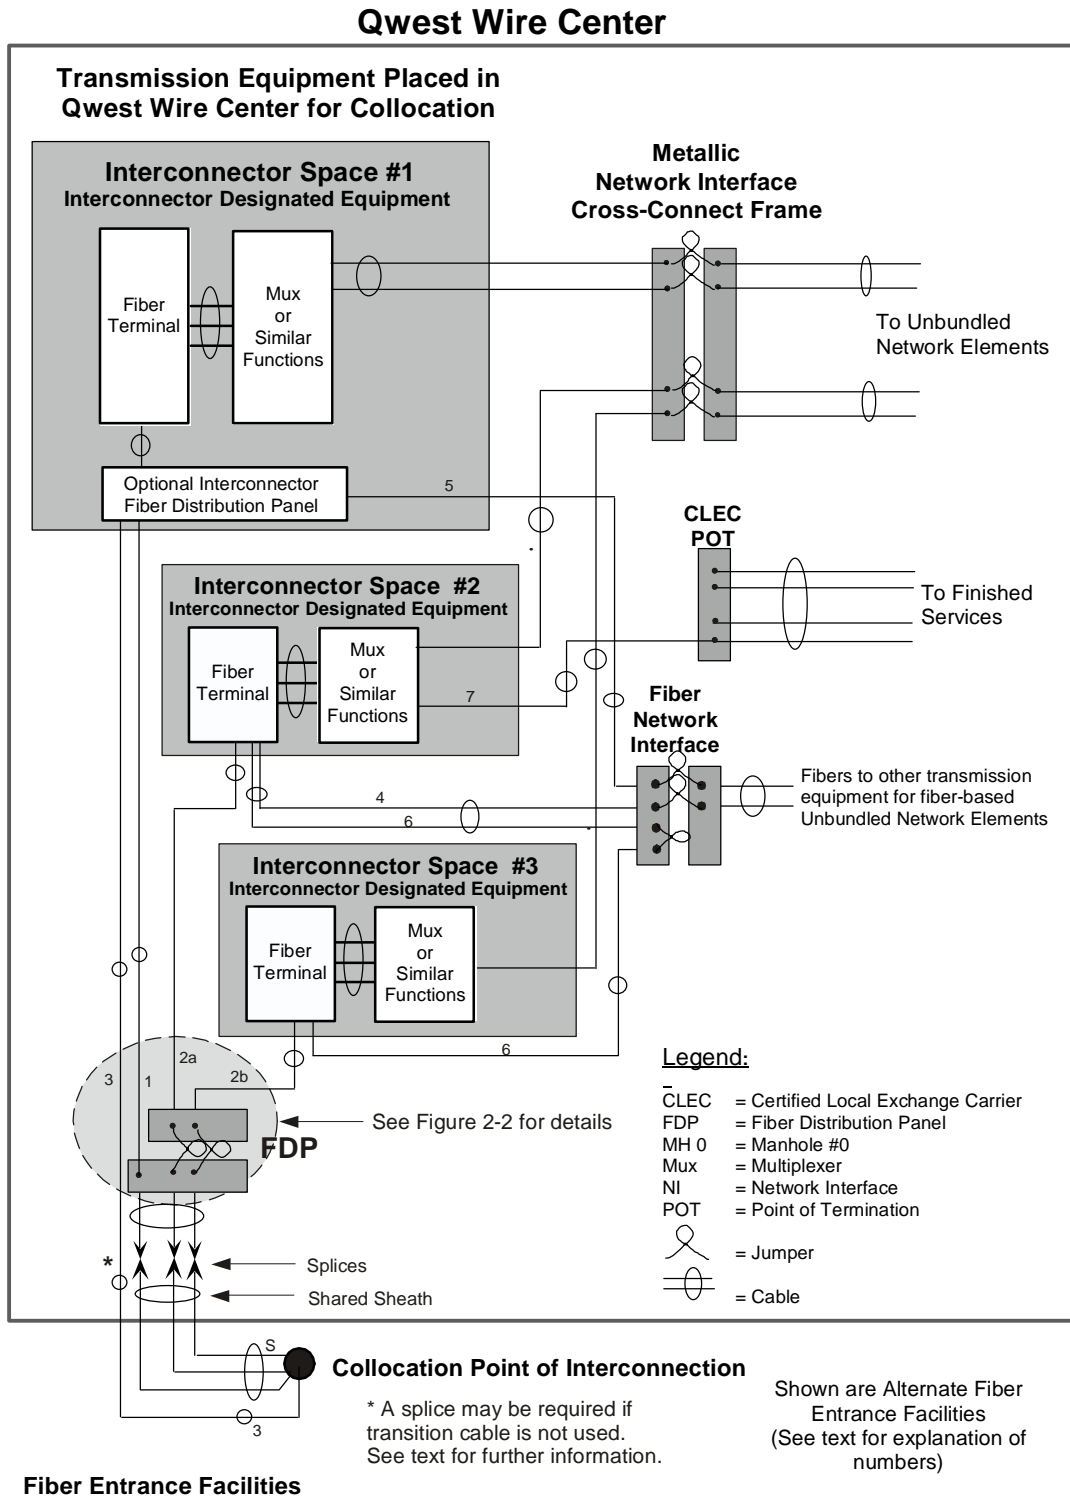 Qwest Wire Center
Transmission Equipment Placed in
Qwest Wire Center for Collocation
Interconnector Space #1
Interconnector Designated Equipment
Fiber
Terminal
Mux
or
Similar
Functions
Optional Interconnector
Fiber Distribution Panel
5
Metallic
Network Interface
Cross-Connect Frame
To Unbundled
Network Elements
CLEC
POT
To Finished
Services
Interconnector Space #2
Interconnector Designated Equipment
Fiber
Terminal
Mux
or
Similar
Functions
7
Fiber
Network
Interface
4
6
Fibers to other transmission
equipment for fiber-based
Unbundled Network Elements
Interconnector Space #3
Interconnector Designated Equipment
Fiber
Terminal
Mux
or
Similar
Functions
6
3
1
2a
2b
FDP
See Figure 2-2 for details
Legend:
CLEC = Certified Local Exchange Carrier
FDP = Fiber Distribution Panel
MH 0 = Manhole #0
Mux = Multiplexer
NI = Network Interface
POT = Point of Termination
= Jumper
= Cable
*
Splices
Shared Sheath
S
3
Collocation Point of Interconnection
* A splice may be required if
transition cable is not used.
See text for further information.
Shown are Alternate Fiber
Entrance Facilities
(See text for explanation of
numbers)
Fiber Entrance Facilities